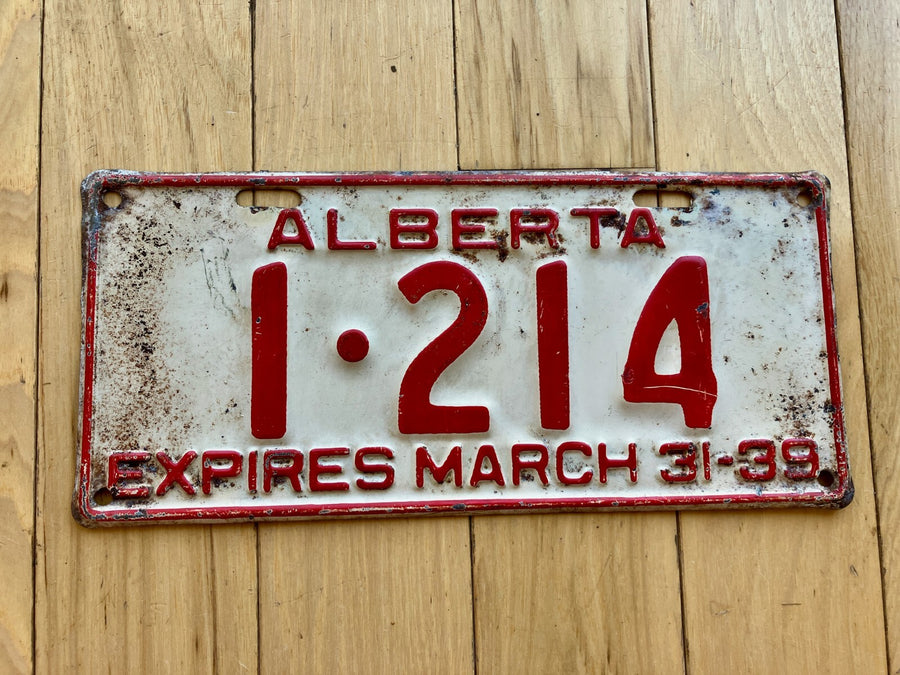 ALBERTA
1·214
EXPIRES MARCH 31-39